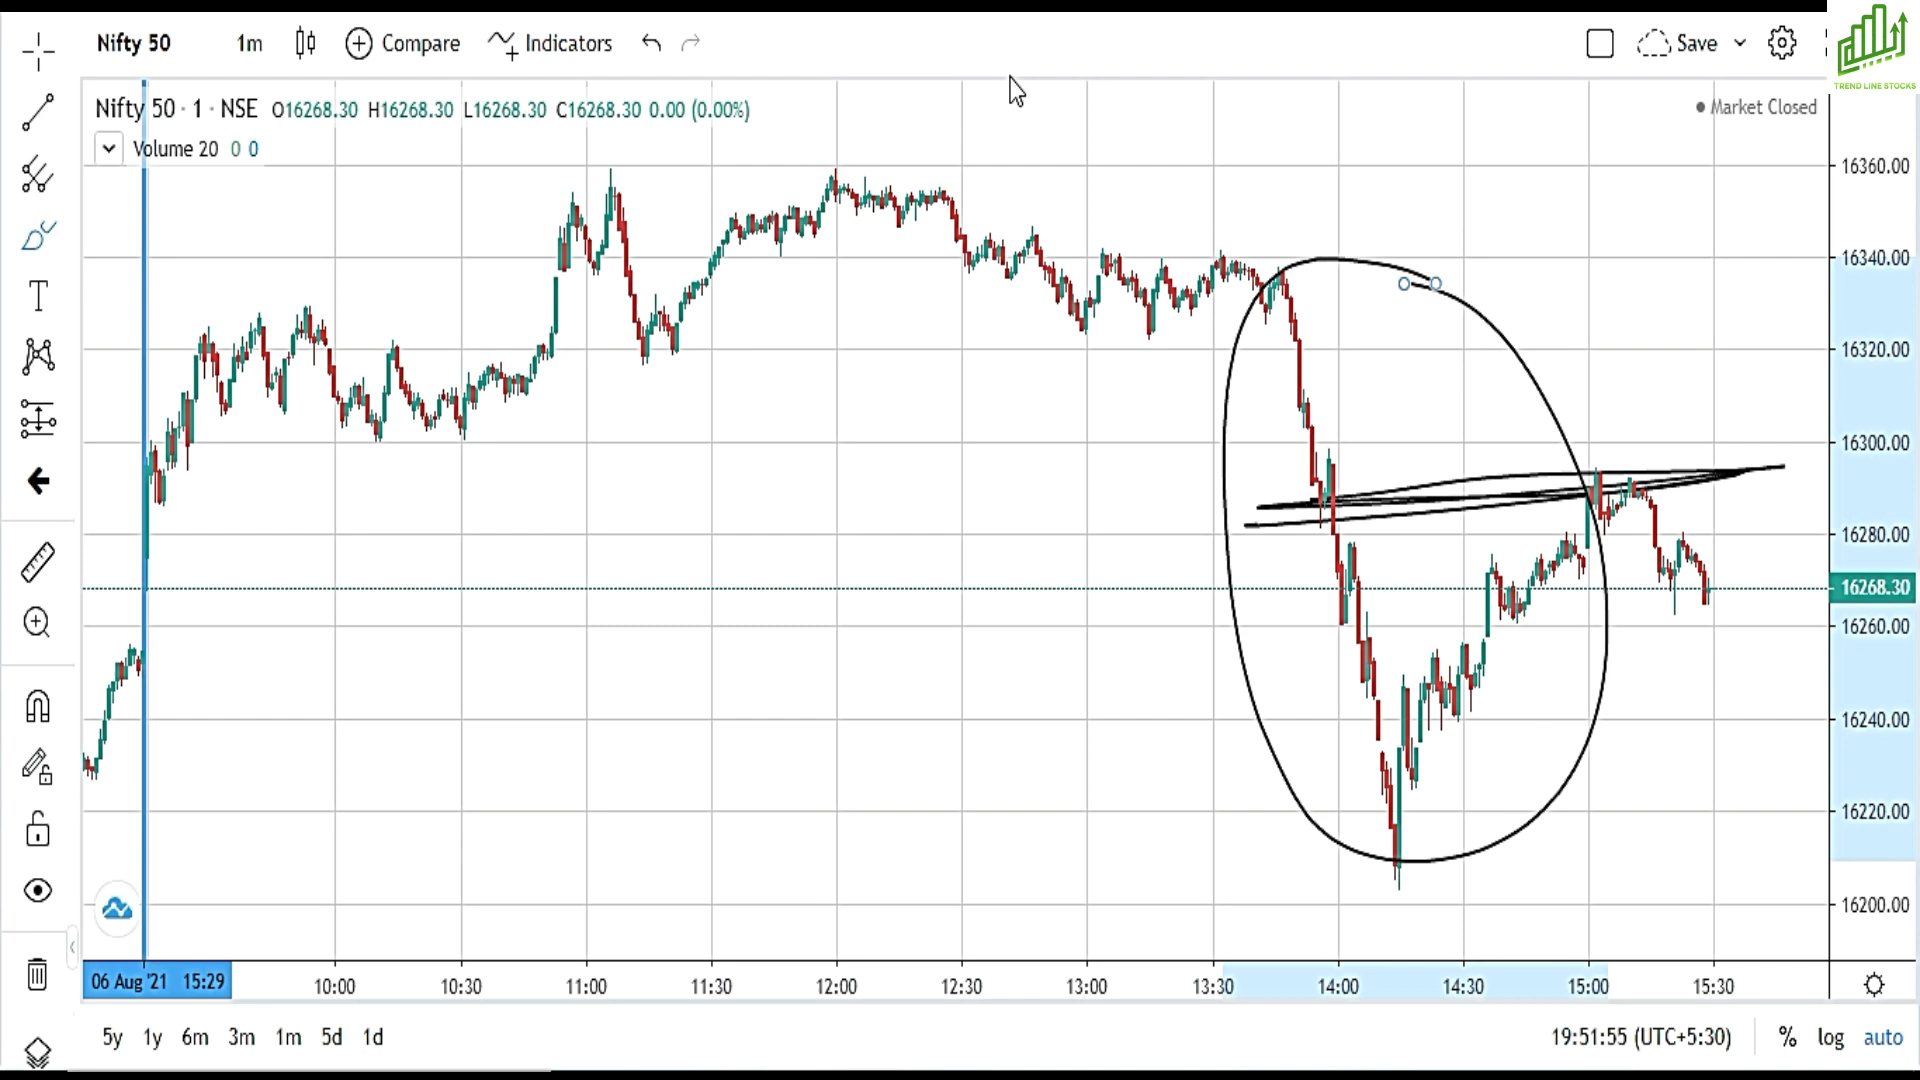 Nifty 50 1m Compare Indicators Save
TREND LINE STOCKS
Nifty 50 · 1 · NSE O16268.30 H16268.30 L16268.30 C16268.30 0.00 (0.00%)
Market Closed
Volume 20 0 0
16360.00
16340.00
16320.00
16300.00
16280.00
16268.30
16260.00
16240.00
16220.00
16200.00
06 Aug '21 15:29 10:00 10:30 11:00 11:30 12:00 12:30 13:00 13:30 14:00 14:30 15:00 15:30
5y 1y 6m 3m 1m 5d 1d 19:51:55 (UTC+5:30) % log auto